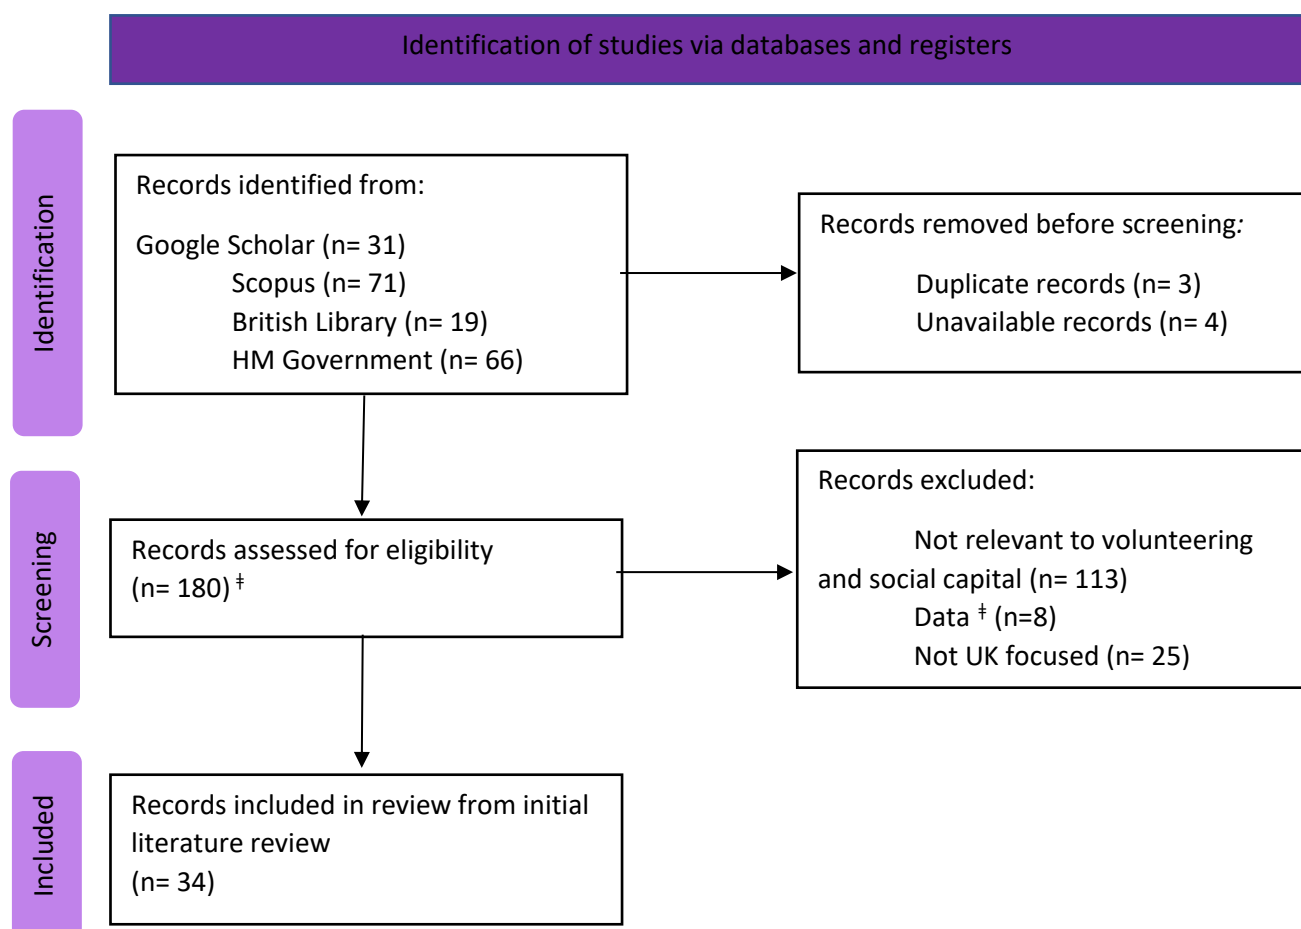 Identification of studies via databases and registers
Identification
Records identified from:
Google Scholar (n= 31)
Scopus (n= 71)
British Library (n= 19)
HM Government (n= 66)
Records removed before screening:
Duplicate records (n= 3)
Unavailable records (n= 4)
Screening
Records assessed for eligibility
(n= 180) ǂ
Records excluded:
Not relevant to volunteering
and social capital (n= 113)
Data ǂ (n=8)
Not UK focused (n= 25)
Included
Records included in review from initial
literature review
(n= 34)